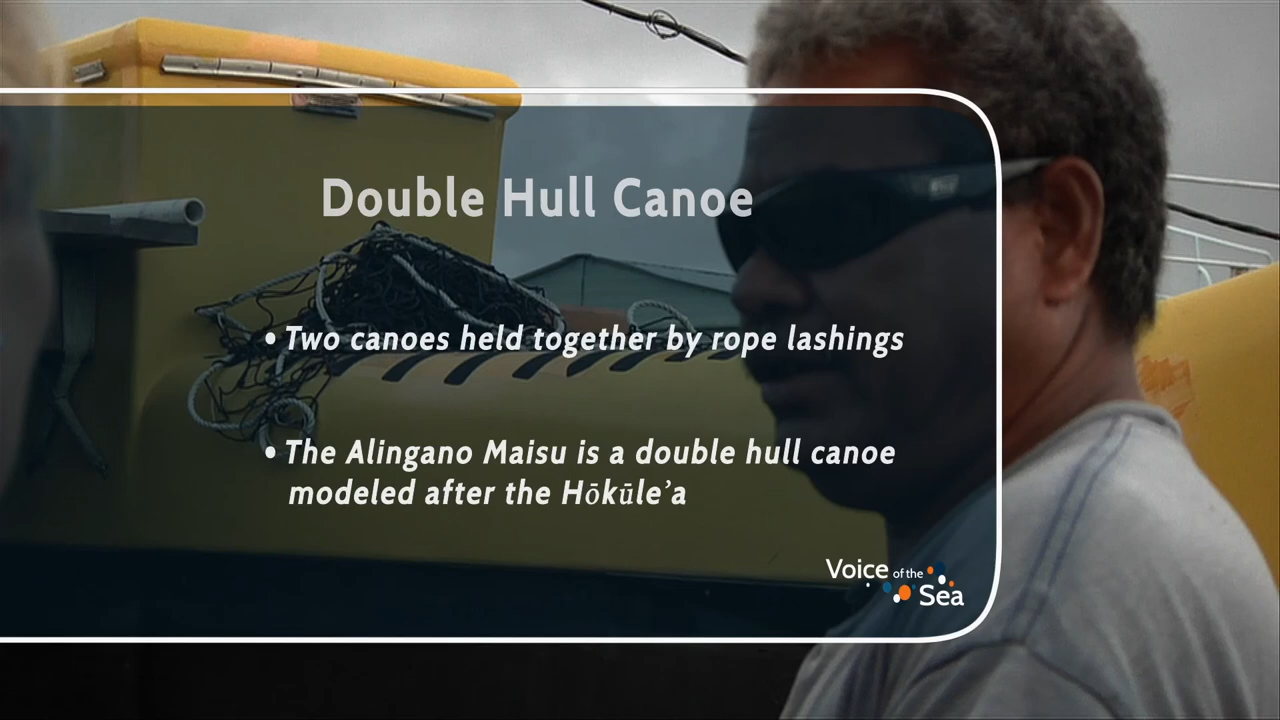 Double Hull Canoe
• Two canoes held together by rope lashings
• The Alingano Maisu is a double hull canoe
modeled after the Hōkūle’a
Voice of the
Sea